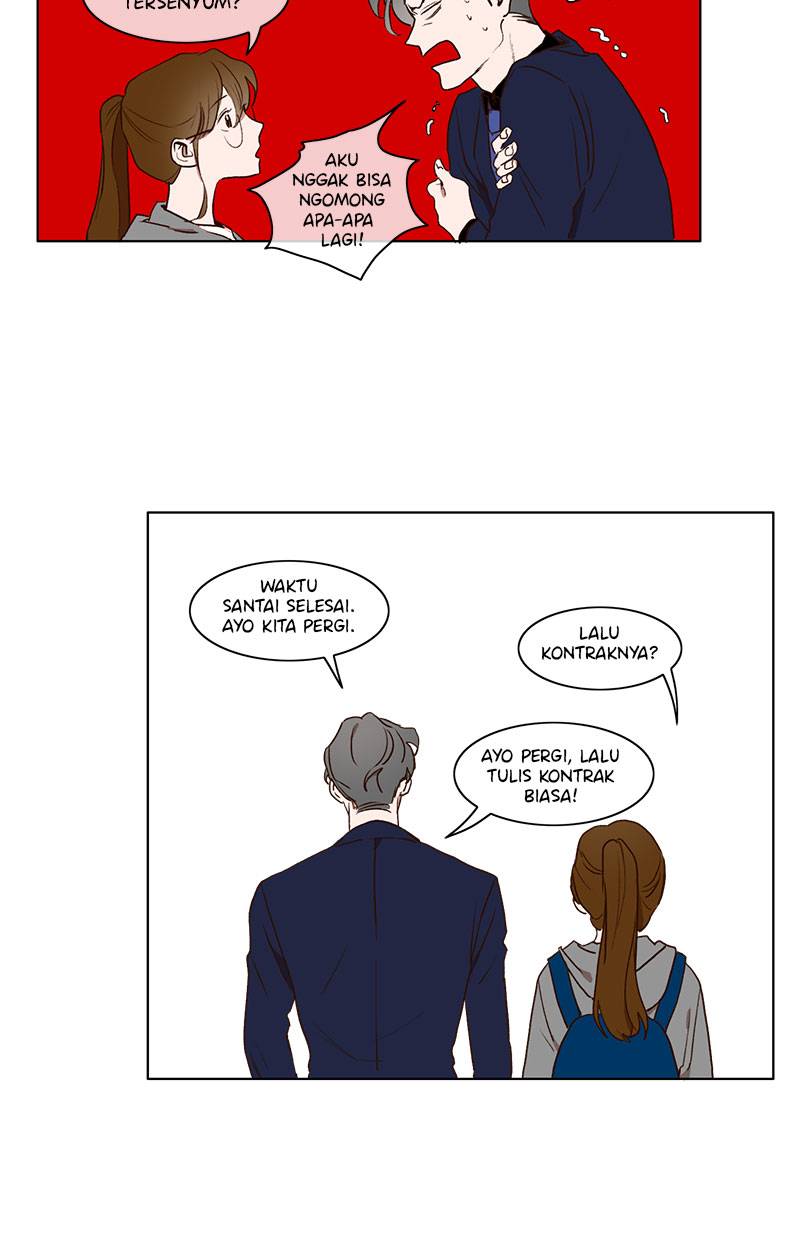 TERSENYUM?
AKU
NGGAK BISA
NGOMONG
APA-APA
LAGI!
WAKTU
SANTAI SELESAI.
AYO KITA PERGI.
LALU
KONTRAKNYA?
AYO PERGI, LALU
TULIS KONTRAK
BIASA!